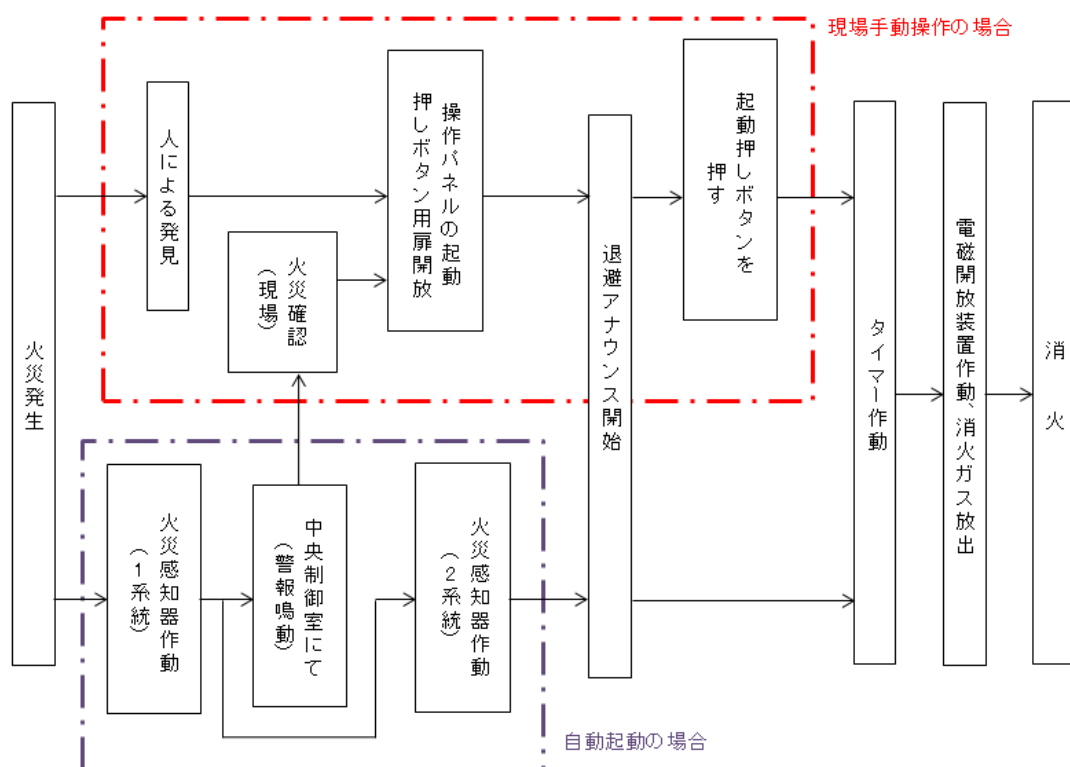 現場手動操作の場合
火災発生
人による発見
火災確認
(現場)
操作パネルの起動
押しボタン用扉開放
退避アナウンス開始
起動押しボタンを
押す
タイマー作動
電磁開放装置作動、消火ガス放出
消火
火災感知器作動
(1系統)
中央制御室にて
(警報鳴動)
火災感知器作動
(2系統)
自動起動の場合